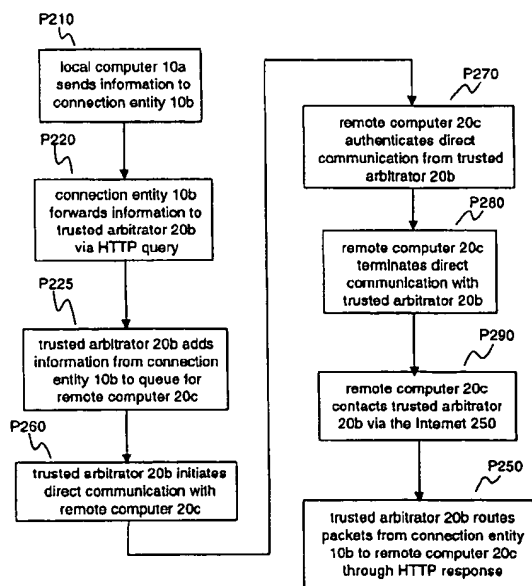 P210
local computer 10a
sends information to
connection entity 10b
P220
connection entity 10b
forwards information to
trusted arbitrator 20b
via HTTP query
P225
trusted arbitrator 20b adds
information from connection
entity 10b to queue for
remote computer 20c
P260
trusted arbitrator 20b initiates
direct communication with
remote computer 20c
P270
remote computer 20c
authenticates direct
communication from trusted
arbitrator 20b
P280
remote computer 20c
terminates direct
communication with
trusted arbitrator 20b
P290
remote computer 20c
contacts trusted arbitrator
20b via the Internet 250
P250
trusted arbitrator 20b routes
packets from connection entity
10b to remote computer 20c
through HTTP response